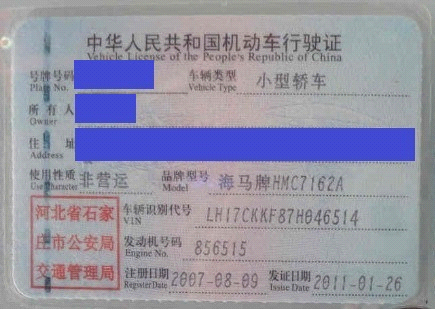 中华人民共和国机动车行驶证
Vehicle License of the People's Republic of China
号牌号码 车辆类型 小型轿车
Plate No. Vehicle Type
所有人
Owner
住址
Address
使用性质 非营运 品牌型号 海马牌HMC7162A
Use Character Model
河北省石家 车辆识别代号 LH17CKKF87H046514
VIN
庄市公安局 发动机号码 856515
Engine No.
交通管理局 注册日期 2007-08-09 发证日期 2011-01-26
Register Date Issue Date